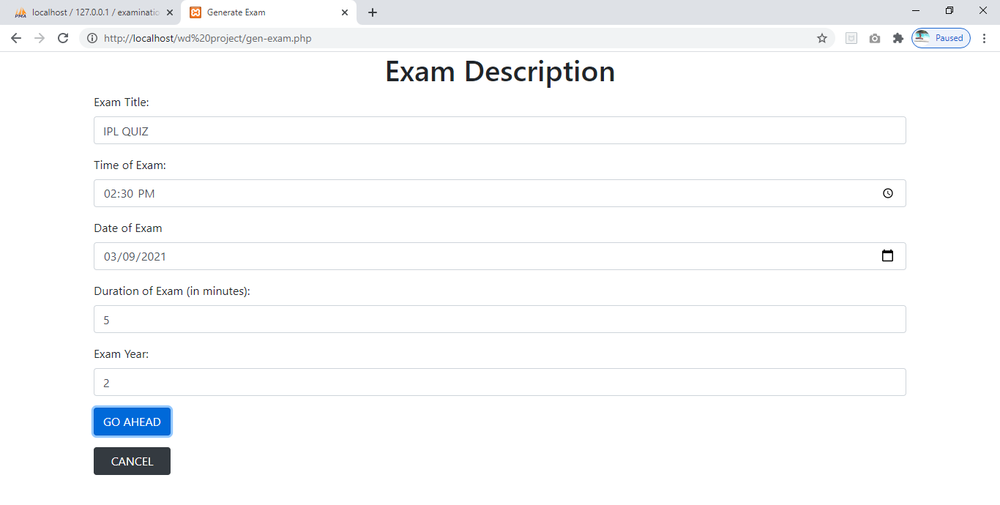 PMA localhost / 127.0.0.1 / examinatio
Generate Exam
http://localhost/wd%20project/gen-exam.php
Paused
Exam Description
Exam Title:
IPL QUIZ
Time of Exam:
02:30 PM
Date of Exam
03/09/2021
Duration of Exam (in minutes):
5
Exam Year:
2
GO AHEAD
CANCEL